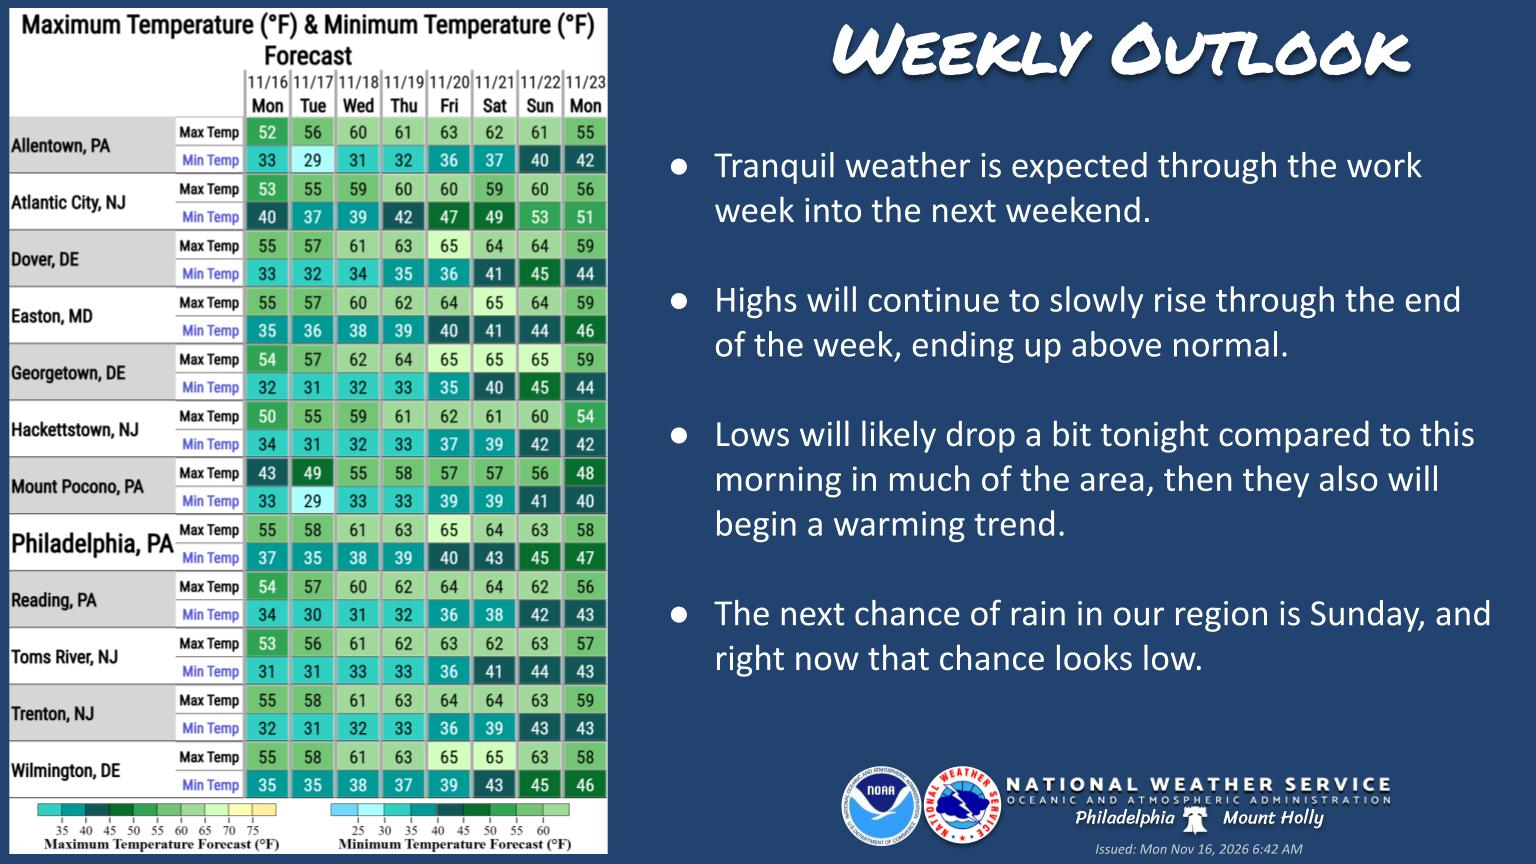 Maximum Temperature (°F) & Minimum Temperature (°F)
Forecast
11/16 11/17 11/18 11/19 11/20 11/21 11/22 11/23
Mon Tue Wed Thu Fri Sat Sun Mon
Allentown, PA
Max Temp 52 56 60 61 63 62 61 55
Min Temp 33 29 31 32 36 37 40 42
Atlantic City, NJ
Max Temp 53 55 59 60 60 59 60 56
Min Temp 40 37 39 42 47 49 53 51
Dover, DE
Max Temp 55 57 61 63 65 64 64 59
Min Temp 33 32 34 35 36 41 45 44
Easton, MD
Max Temp 55 57 60 62 64 65 64 59
Min Temp 35 36 38 39 40 41 44 46
Georgetown, DE
Max Temp 54 57 62 64 65 65 65 59
Min Temp 32 31 32 33 35 40 45 44
Hackettstown, NJ
Max Temp 50 55 59 61 62 61 60 54
Min Temp 34 31 32 33 37 39 42 42
Mount Pocono, PA
Max Temp 43 49 55 58 57 57 56 48
Min Temp 33 29 33 33 39 39 41 40
Philadelphia, PA
Max Temp 55 58 61 63 65 64 63 58
Min Temp 37 35 38 39 40 43 45 47
Reading, PA
Max Temp 54 57 60 62 64 64 62 56
Min Temp 34 30 31 32 36 38 42 43
Toms River, NJ
Max Temp 53 56 61 62 63 62 63 57
Min Temp 31 31 33 33 36 41 44 43
Trenton, NJ
Max Temp 55 58 61 63 64 64 63 59
Min Temp 32 31 32 33 36 39 43 43
Wilmington, DE
Max Temp 55 58 61 63 65 65 63 58
Min Temp 35 35 38 37 39 43 45 46
35 40 45 50 55 60 65 70 75
Maximum Temperature Forecast (°F)
25 30 35 40 45 50 55 60
Minimum Temperature Forecast (°F)
WEEKLY OUTLOOK
● Tranquil weather is expected through the work
week into the next weekend.
● Highs will continue to slowly rise through the end
of the week, ending up above normal.
● Lows will likely drop a bit tonight compared to this
morning in much of the area, then they also will
begin a warming trend.
● The next chance of rain in our region is Sunday, and
right now that chance looks low.
NATIONAL OCEANIC AND ATMOSPHERIC ADMINISTRATION
NOAA
U.S. DEPARTMENT OF COMMERCE
NATIONAL WEATHER SERVICE
NATIONAL WEATHER SERVICE
OCEANIC AND ATMOSPHERIC ADMINISTRATION
Philadelphia Mount Holly
Issued: Mon Nov 16, 2026 6:42 AM